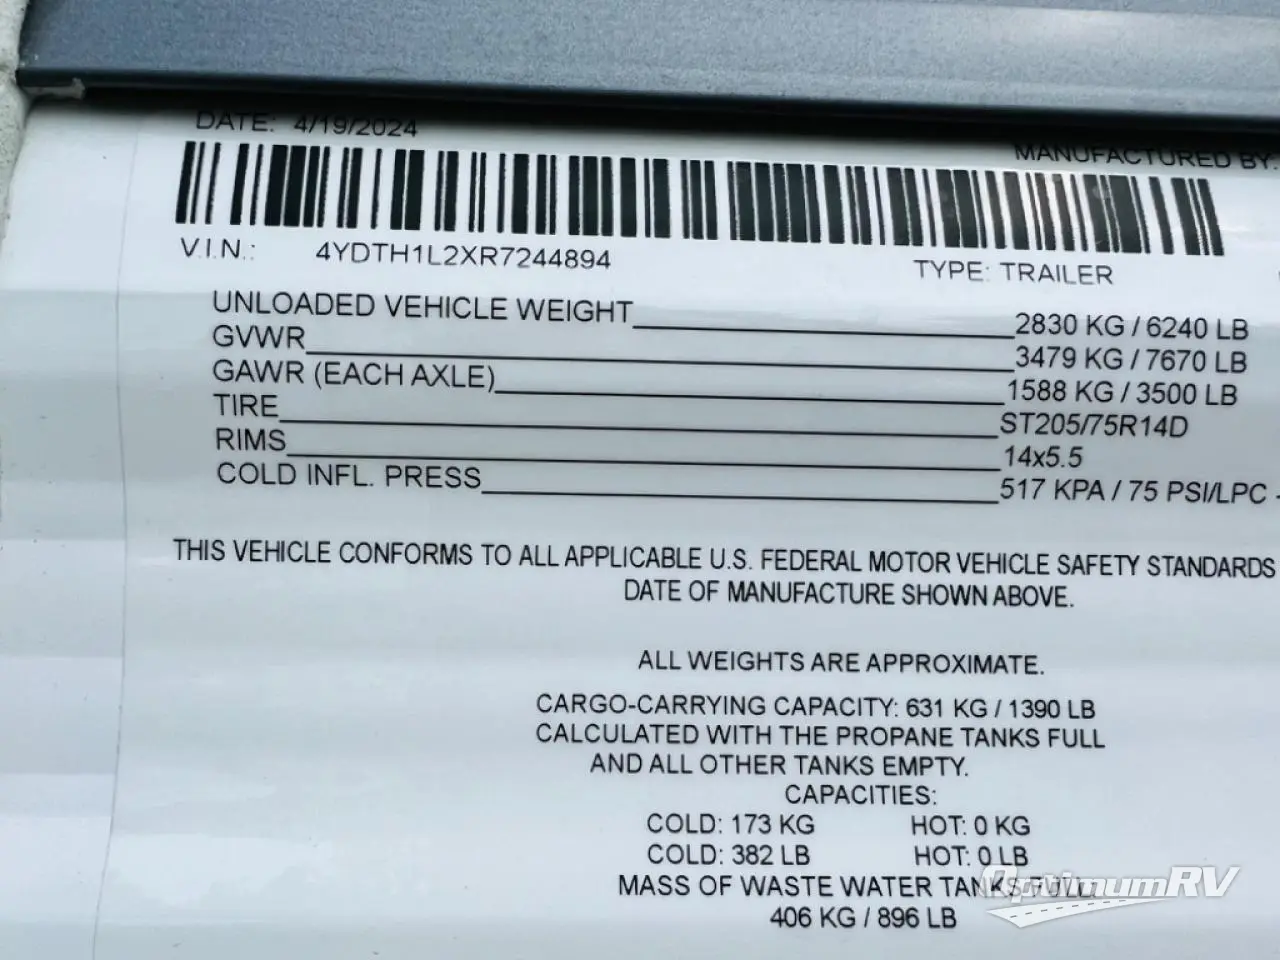 DATE: 4/19/2024
MANUFACTURED BY:
V.I.N.: 4YDTH1L2XR7244894
TYPE: TRAILER
UNLOADED VEHICLE WEIGHT 2830 KG / 6240 LB
GVWR 3479 KG / 7670 LB
GAWR (EACH AXLE) 1588 KG / 3500 LB
TIRE ST205/75R14D
RIMS 14x5.5
COLD INFL. PRESS 517 KPA / 75 PSI/LPC -
THIS VEHICLE CONFORMS TO ALL APPLICABLE U.S. FEDERAL MOTOR VEHICLE SAFETY STANDARDS
DATE OF MANUFACTURE SHOWN ABOVE.
ALL WEIGHTS ARE APPROXIMATE.
CARGO-CARRYING CAPACITY: 631 KG / 1390 LB
CALCULATED WITH THE PROPANE TANKS FULL
AND ALL OTHER TANKS EMPTY.
CAPACITIES:
COLD: 173 KG HOT: 0 KG
COLD: 382 LB HOT: 0 LB
MASS OF WASTE WATER TANKS FULL:
406 KG / 896 LB
OptimumRV